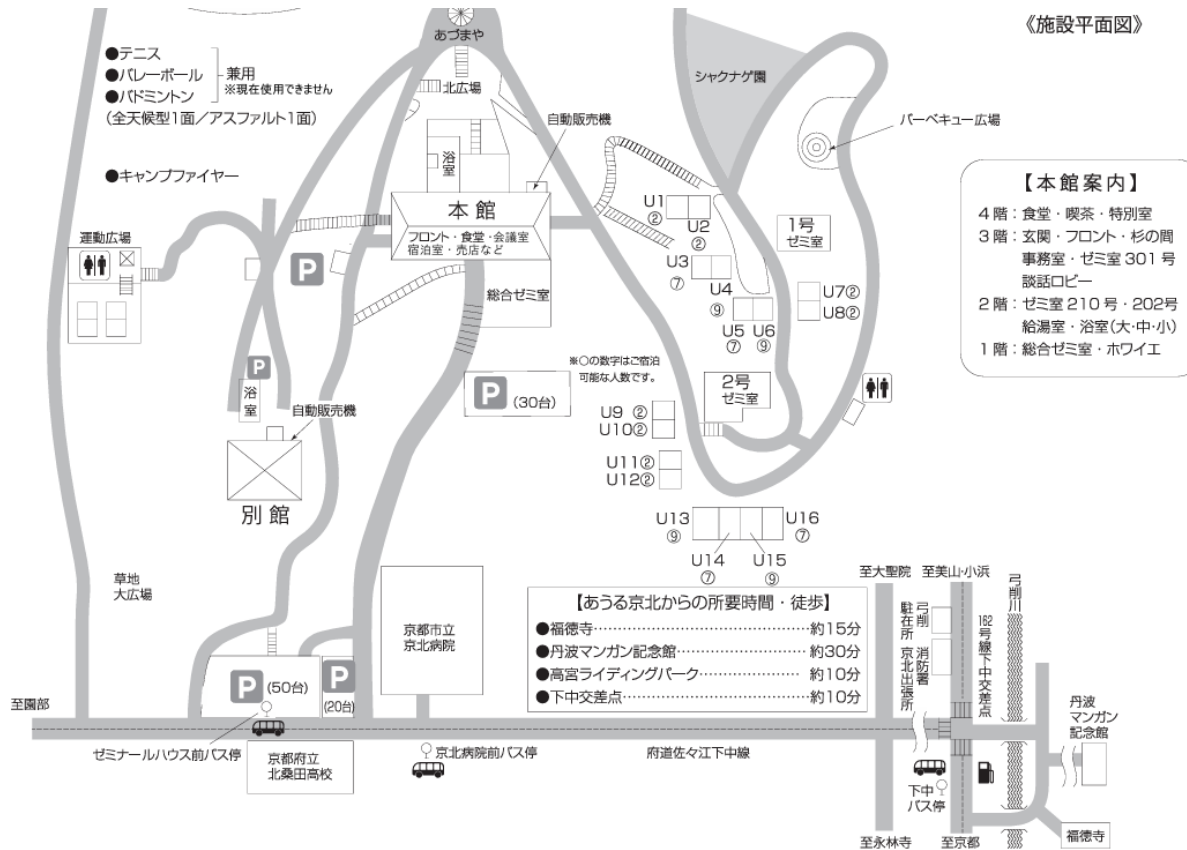 《施設平面図》
あづまや
●テニス
●バレーボール
●バドミントン
兼用
※現在使用できません
(全天候型1面／アスファルト1面)
●キャンプファイヤー
北広場
シャクナゲ園
自動販売機
バーベキュー広場
浴室
本館
フロント・食堂・会議室
宿泊室・売店など
総合ゼミ室
運動広場
P
P
浴室
自動販売機
別館
P (30台)
※○の数字はご宿泊
可能な人数です。
U1
②
U2
②
U3
⑦
U4
⑨
U5
⑦
U6
⑨
1号
ゼミ室
U7②
U8②
2号
ゼミ室
U9 ②
U10②
U11②
U12②
U13
⑨
U14
⑦
U15
⑨
U16
⑦
【本館案内】
4階：食堂・喫茶・特別室
3階：玄関・フロント・杉の間
事務室・ゼミ室301号
談話ロビー
2階：ゼミ室210号・202号
給湯室・浴室(大・中・小)
1階：総合ゼミ室・ホワイエ
草地
大広場
P (50台)
P
(20台)
京都市立
京北病院
【あうる京北からの所要時間・徒歩】
●福徳寺……………………………約15分
●丹波マンガン記念館……………約30分
●高宮ライディングパーク………約10分
●下中交差点………………………約10分
至大聖院
至美山・小浜
弓削駐在所
消防署京北出張所
162号線下中交差点
弓削川
丹波
マンガン
記念館
至園部
ゼミナールハウス前バス停
京都府立
北桑田高校
京北病院前バス停
府道佐々江下中線
下中
バス停
至永林寺
至京都
福徳寺